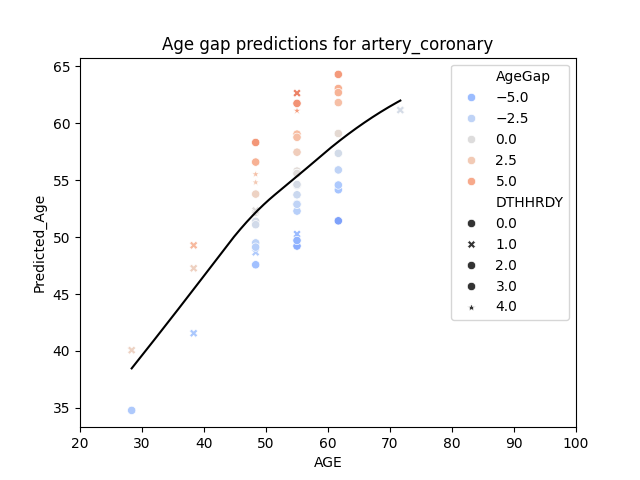 Age gap predictions for artery_coronary
Predicted_Age
65
60
55
50
45
40
35
20 30 40 50 60 70 80 90 100
AGE
AgeGap
−5.0
−2.5
0.0
2.5
5.0
DTHHRDY
0.0
1.0
2.0
3.0
4.0